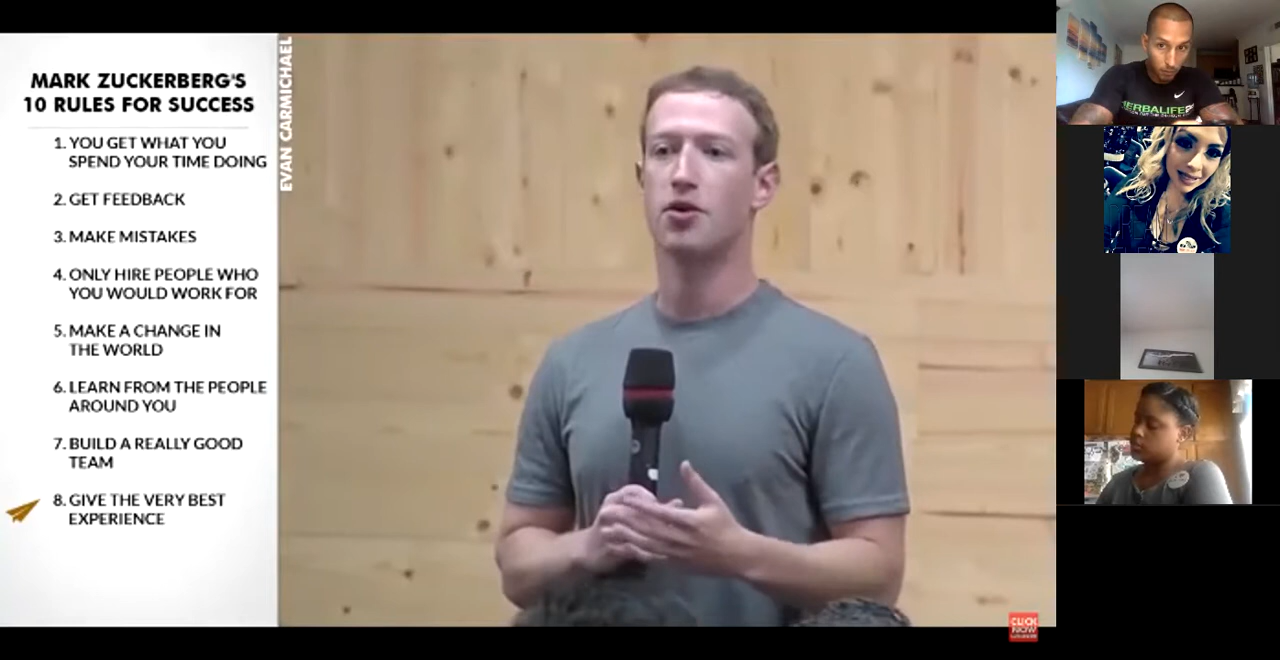 MARK ZUCKERBERG'S
10 RULES FOR SUCCESS
1. YOU GET WHAT YOU
SPEND YOUR TIME DOING
2. GET FEEDBACK
3. MAKE MISTAKES
4. ONLY HIRE PEOPLE WHO
YOU WOULD WORK FOR
5. MAKE A CHANGE IN
THE WORLD
6. LEARN FROM THE PEOPLE
AROUND YOU
7. BUILD A REALLY GOOD
TEAM
8. GIVE THE VERY BEST
EXPERIENCE
EVAN CARMICHAEL
CLICK
NOW
HERBALIFE